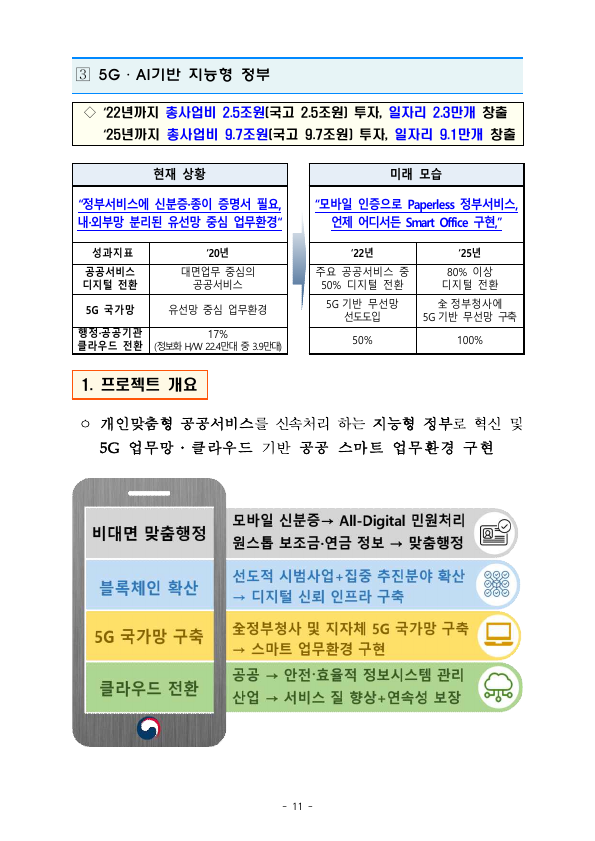 3 5G · AI기반 지능형 정부
◇ ‘22년까지 총사업비 2.5조원(국고 2.5조원) 투자, 일자리 2.3만개 창출
‘25년까지 총사업비 9.7조원(국고 9.7조원) 투자, 일자리 9.1만개 창출
현재 상황
“정부서비스에 신분증·종이 증명서 필요,
내·외부망 분리된 유선망 중심 업무환경”
성과지표 ‘20년
공공서비스 디지털 전환 대면업무 중심의 공공서비스
5G 국가망 유선망 중심 업무환경
행정·공공기관 클라우드 전환 17% (정보화 H/W 22.4만대 중 3.9만대)
미래 모습
“모바일 인증으로 Paperless 정부서비스,
언제 어디서든 Smart Office 구현,”
‘22년 ‘25년
주요 공공서비스 중 50% 디지털 전환 80% 이상 디지털 전환
5G 기반 무선망 선도도입 全 정부청사에 5G 기반 무선망 구축
50% 100%
1. 프로젝트 개요
ㅇ 개인맞춤형 공공서비스를 신속처리 하는 지능형 정부로 혁신 및
5G 업무망 · 클라우드 기반 공공 스마트 업무환경 구현
비대면 맞춤행정
모바일 신분증→ All-Digital 민원처리
원스톱 보조금·연금 정보 → 맞춤행정
블록체인 확산
선도적 시범사업+집중 추진분야 확산
→ 디지털 신뢰 인프라 구축
5G 국가망 구축
全정부청사 및 지자체 5G 국가망 구축
→ 스마트 업무환경 구현
클라우드 전환
공공 → 안전·효율적 정보시스템 관리
산업 → 서비스 질 향상+연속성 보장
- 11 -